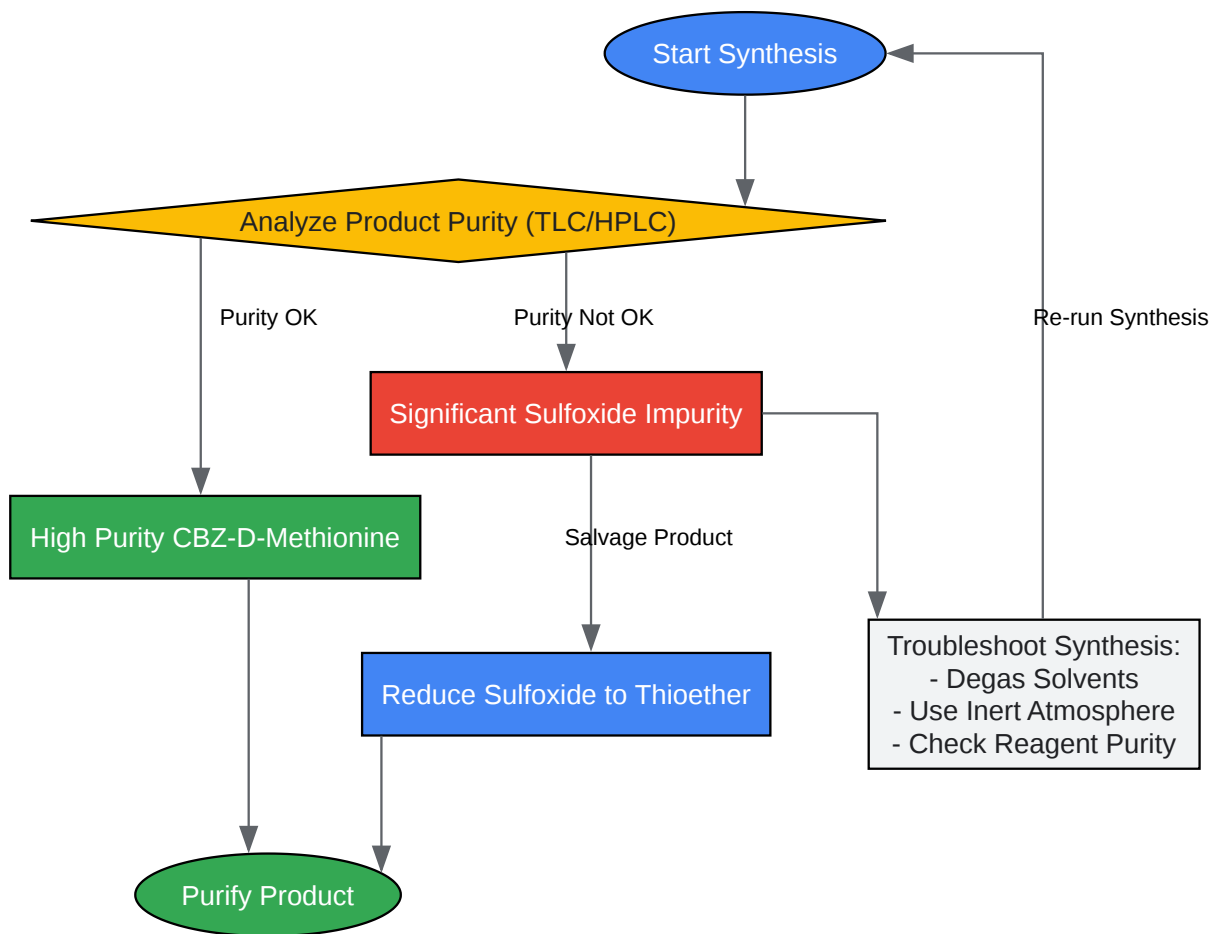 Start Synthesis
Analyze Product Purity (TLC/HPLC)
Purity OK
Purity Not OK
Re-run Synthesis
Significant Sulfoxide Impurity
High Purity CBZ-D-Methionine
Salvage Product
Troubleshoot Synthesis:
- Degas Solvents
- Use Inert Atmosphere
- Check Reagent Purity
Reduce Sulfoxide to Thioether
Purify Product